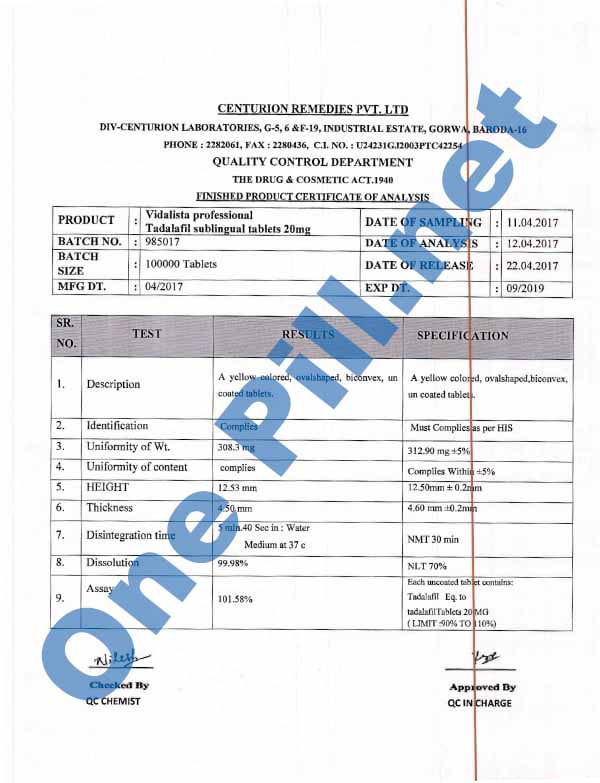 CENTURION REMEDIES PVT. LTD
DIV-CENTURION LABORATORIES, G-5, 6 &F-19, INDUSTRIAL ESTATE, GORWA, BARODA-16
PHONE : 2282061, FAX : 2280436, C.I. NO. : U24231GJ2003PTC42254
QUALITY CONTROL DEPARTMENT
THE DRUG & COSMETIC ACT.1940
FINISHED PRODUCT CERTIFICATE OF ANALYSIS
PRODUCT : Vidalista professional
Tadalafil sublingual tablets 20mg
DATE OF SAMPLING : 11.04.2017
BATCH NO. : 985017 DATE OF ANALYSIS : 12.04.2017
BATCH SIZE : 100000 Tablets DATE OF RELEASE : 22.04.2017
MFG DT. : 04/2017 EXP DT. : 09/2019
SR. NO. TEST RESULTS SPECIFICATION
1. Description A yellow colored, ovalshaped, biconvex, un
coated tablets.
A yellow colored, ovalshaped,biconvex,
un coated tablets.
2. Identification Complies Must Complies as per HIS
3. Uniformity of Wt. 308.3 mg 312.90 mg ±5%
4. Uniformity of content complies Complies Within ±5%
5. HEIGHT 12.53 mm 12.50mm ± 0.2mm
6. Thickness 4.50 mm 4.60 mm ±0.2mm
7. Disintegration time 5 min.40 Sec in : Water
Medium at 37 c
NMT 30 min
8. Dissolution 99.98% NLT 70%
9. Assay 101.58% Each uncoated tablet contains:
Tadalafil Eq. to
tadalafilTablets 20 MG
( LIMIT :90% TO 110%)
Nilesh
Checked By
QC CHEMIST
Approved By
QC IN CHARGE
One Pill.net